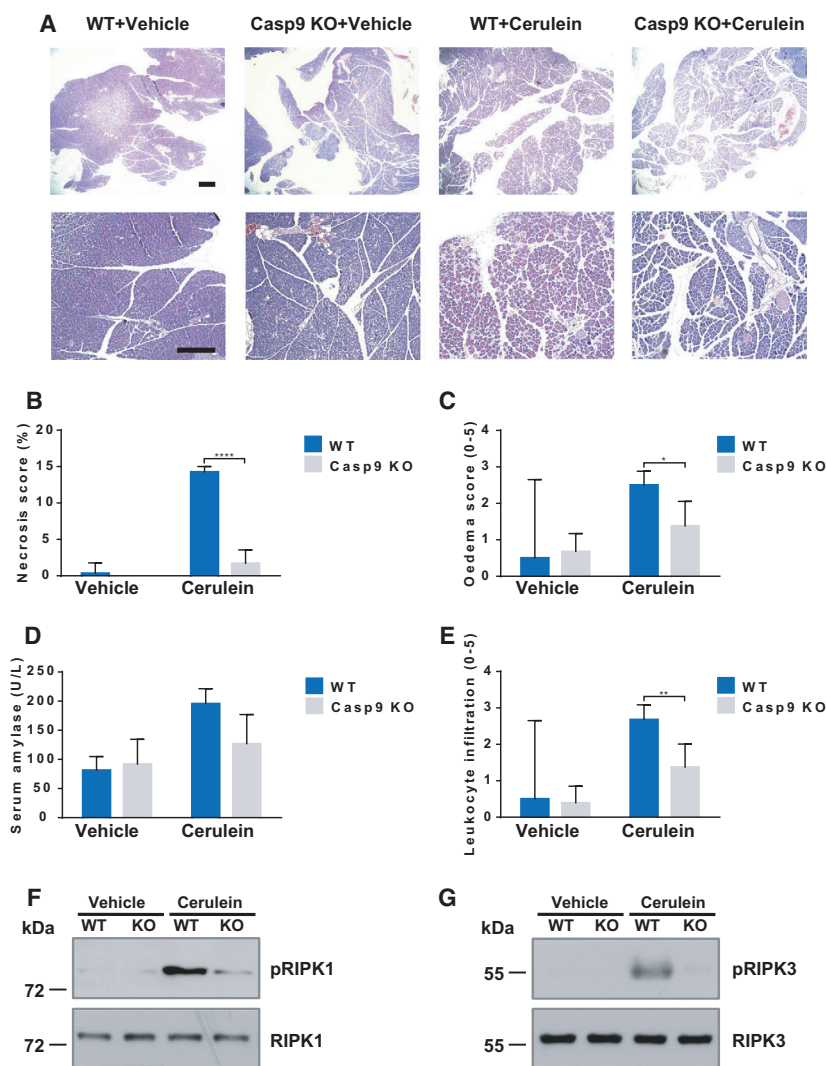 A
WT+Vehicle Casp9 KO+Vehicle WT+Cerulein Casp9 KO+Cerulein
B
Necrosis score (%)
20
15
10
5
0
****
Vehicle Cerulein
WT
Casp9 KO
C
Oedema score (0-5)
4
3
2
1
0
*
Vehicle Cerulein
WT
Casp9 KO
D
Serum amylase (U/L)
250
200
150
100
50
0
Vehicle Cerulein
WT
Casp9 KO
E
Leukocyte infiltration (0-5)
4
3
2
1
0
**
Vehicle Cerulein
WT
Casp9 KO
F
Vehicle Cerulein
kDa WT KO WT KO
pRIPK1
72
72 RIPK1
G
Vehicle Cerulein
kDa WT KO WT KO
55 pRIPK3
55 RIPK3